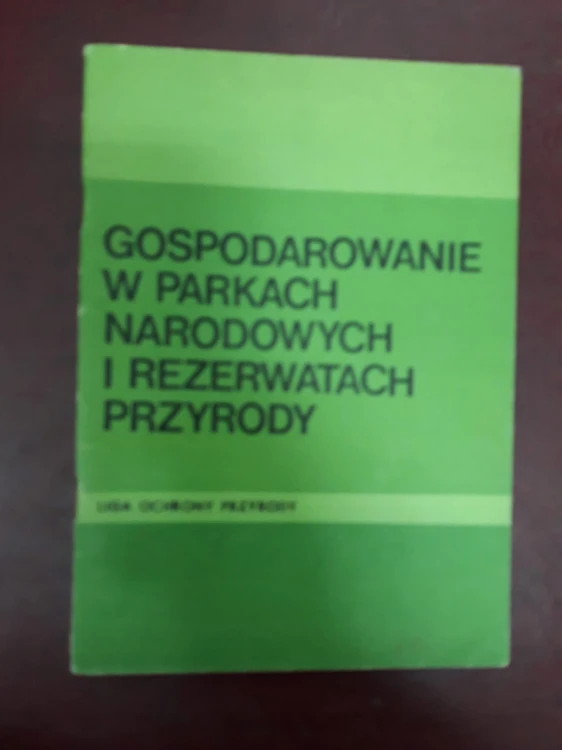 GOSPODAROWANIE
W PARKACH
NARODOWYCH
I REZERWATACH
PRZYRODY
LIGA OCHRONY PRZYRODY